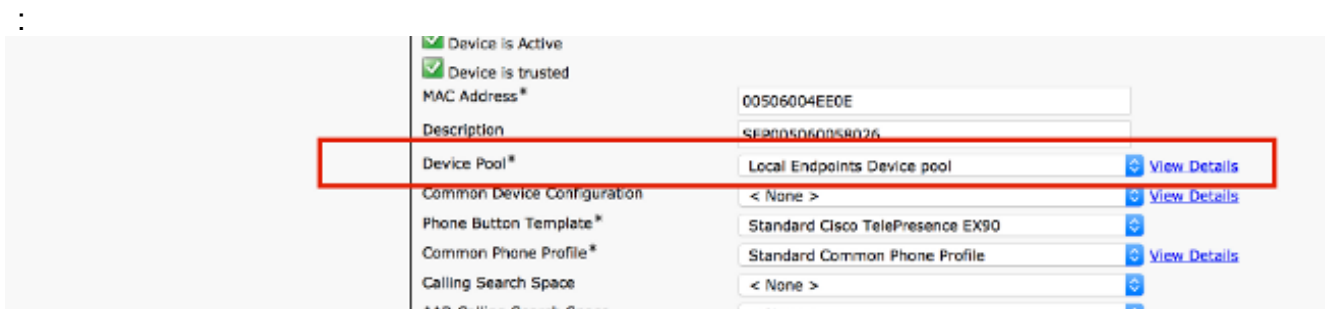 :
Device is Active
Device is trusted
MAC Address* 00506004EE0E
Description SEP005060058026
Device Pool* Local Endpoints Device pool View Details
Common Device Configuration < None > View Details
Phone Button Template* Standard Cisco TelePresence EX90
Common Phone Profile* Standard Common Phone Profile View Details
Calling Search Space < None >